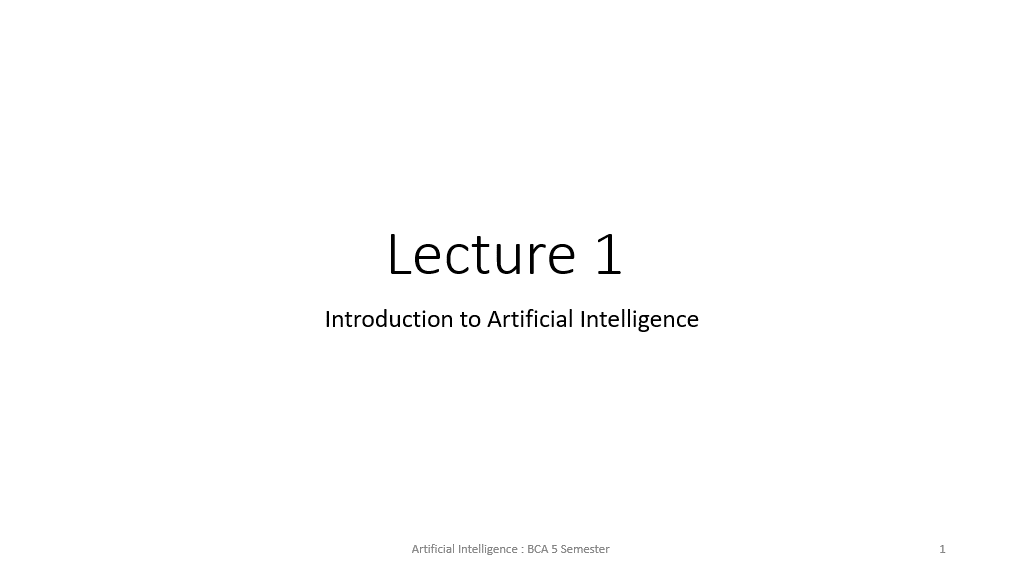 Lecture 1
Introduction to Artificial Intelligence
Artificial Intelligence : BCA 5 Semester
1